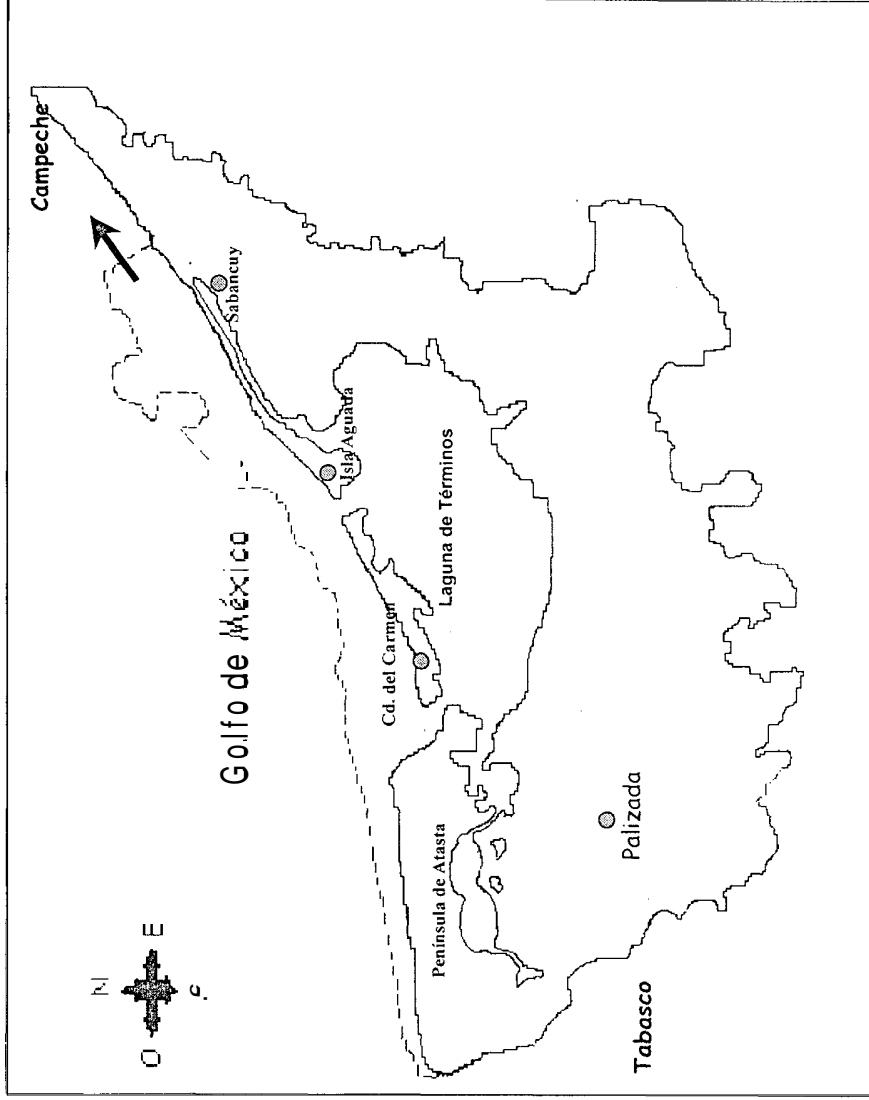 N
O E
Campeche
Golfo de México
Sabancuy
Isla Aguada
Cd. del Carmen
Laguna de Términos
Península de Atasta
Palizada
Tabasco